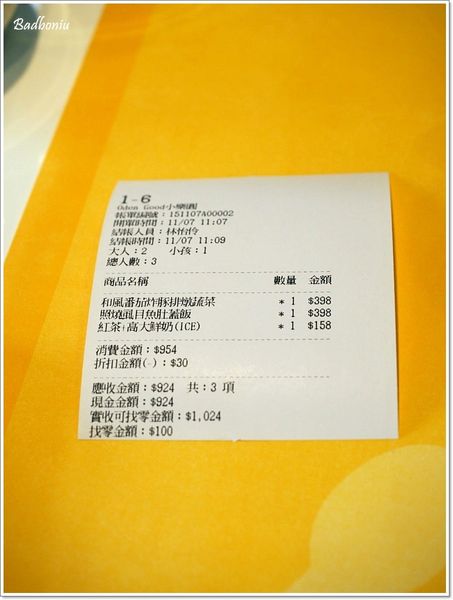 Badboniu
1-6
Odem Good小樂園
帳單編號：151107A00002
開單時間：11/07 11:07
結帳人員：林怡伶
結帳時間：11/07 11:09
大人：2 小孩：1
總人數：3
商品名稱 數量 金額
和風番茄炸豚排燉蔬菜 * 1 $398
照燒虱目魚肚蓋飯 * 1 $398
紅茶+高大鮮奶(ICE) * 1 $158
消費金額：$954
折扣金額(-)：$30
應收金額：$924 共：3 項
現金金額：$924
實收可找零金額：$1,024
找零金額：$100